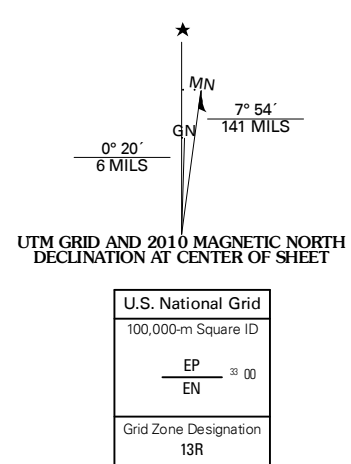 ★
MN
7° 54´
141 MILS
GN
0° 20´
6 MILS
UTM GRID AND 2010 MAGNETIC NORTH
DECLINATION AT CENTER OF SHEET
U.S. National Grid
100,000-m Square ID
EP
33 00
EN
Grid Zone Designation
13R